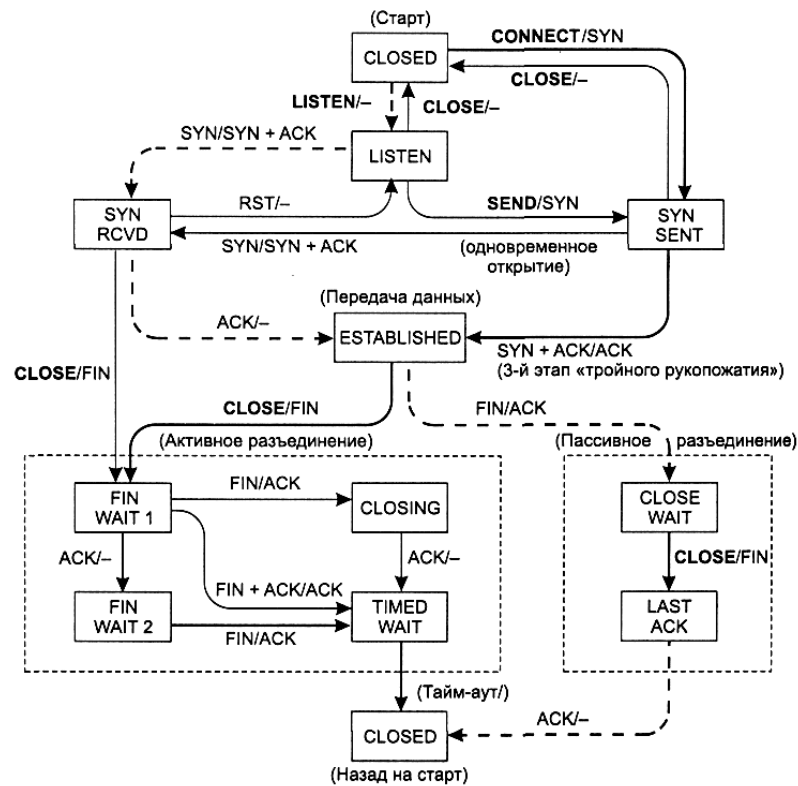 (Старт)
CLOSED
CONNECT/SYN
CLOSE/–
LISTEN/–
CLOSE/–
SYN/SYN + ACK
LISTEN
SYN
RCVD
RST/–
SEND/SYN
SYN
SENT
SYN/SYN + ACK
(одновременное
открытие)
(Передача данных)
ACK/–
ESTABLISHED
SYN + ACK/ACK
(3-й этап «тройного рукопожатия»)
CLOSE/FIN
CLOSE/FIN
FIN/ACK
(Активное разъединение)
(Пассивное разъединение)
FIN
WAIT 1
FIN/ACK
CLOSING
CLOSE
WAIT
ACK/–
FIN + ACK/ACK
ACK/–
CLOSE/FIN
FIN
WAIT 2
FIN/ACK
TIMED
WAIT
LAST
ACK
(Тайм-аут/)
ACK/–
CLOSED
(Назад на старт)